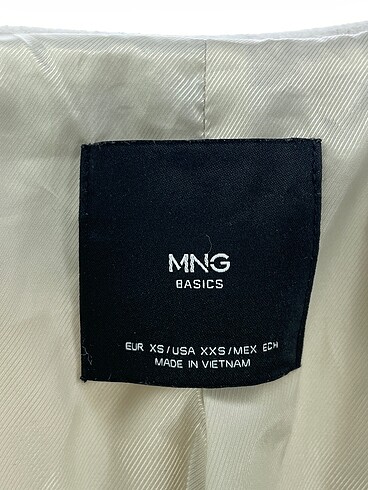 MNG
BASICS
EUR XS/USA XXS/MEX ECH
MADE IN VIETNAM